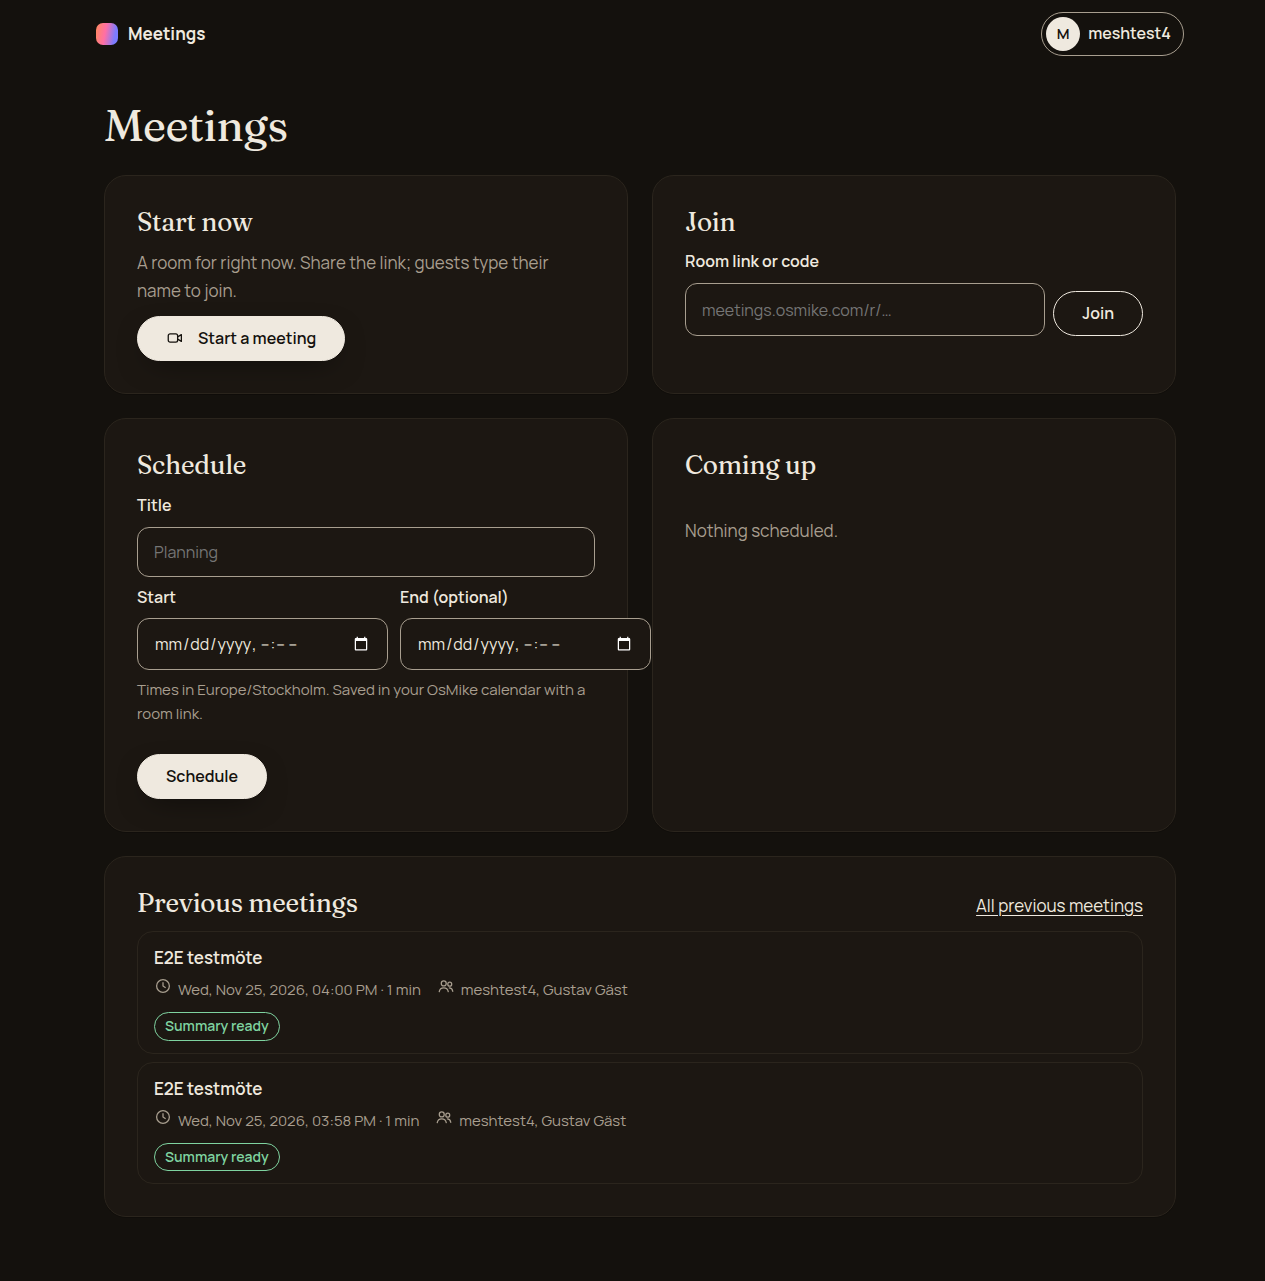 Meetings
M meshtest4
Meetings
Start now
A room for right now. Share the link; guests type their
name to join.
Start a meeting
Join
Room link or code
meetings.osmike.com/r/...
Join
Schedule
Title
Planning
Start
End (optional)
mm/dd/yyyy, --:-- --
mm/dd/yyyy, --:-- --
Times in Europe/Stockholm. Saved in your OsMike calendar with a
room link.
Schedule
Coming up
Nothing scheduled.
Previous meetings
All previous meetings
E2E testmöte
Wed, Nov 25, 2026, 04:00 PM · 1 min meshtest4, Gustav Gäst
Summary ready
E2E testmöte
Wed, Nov 25, 2026, 03:58 PM · 1 min meshtest4, Gustav Gäst
Summary ready